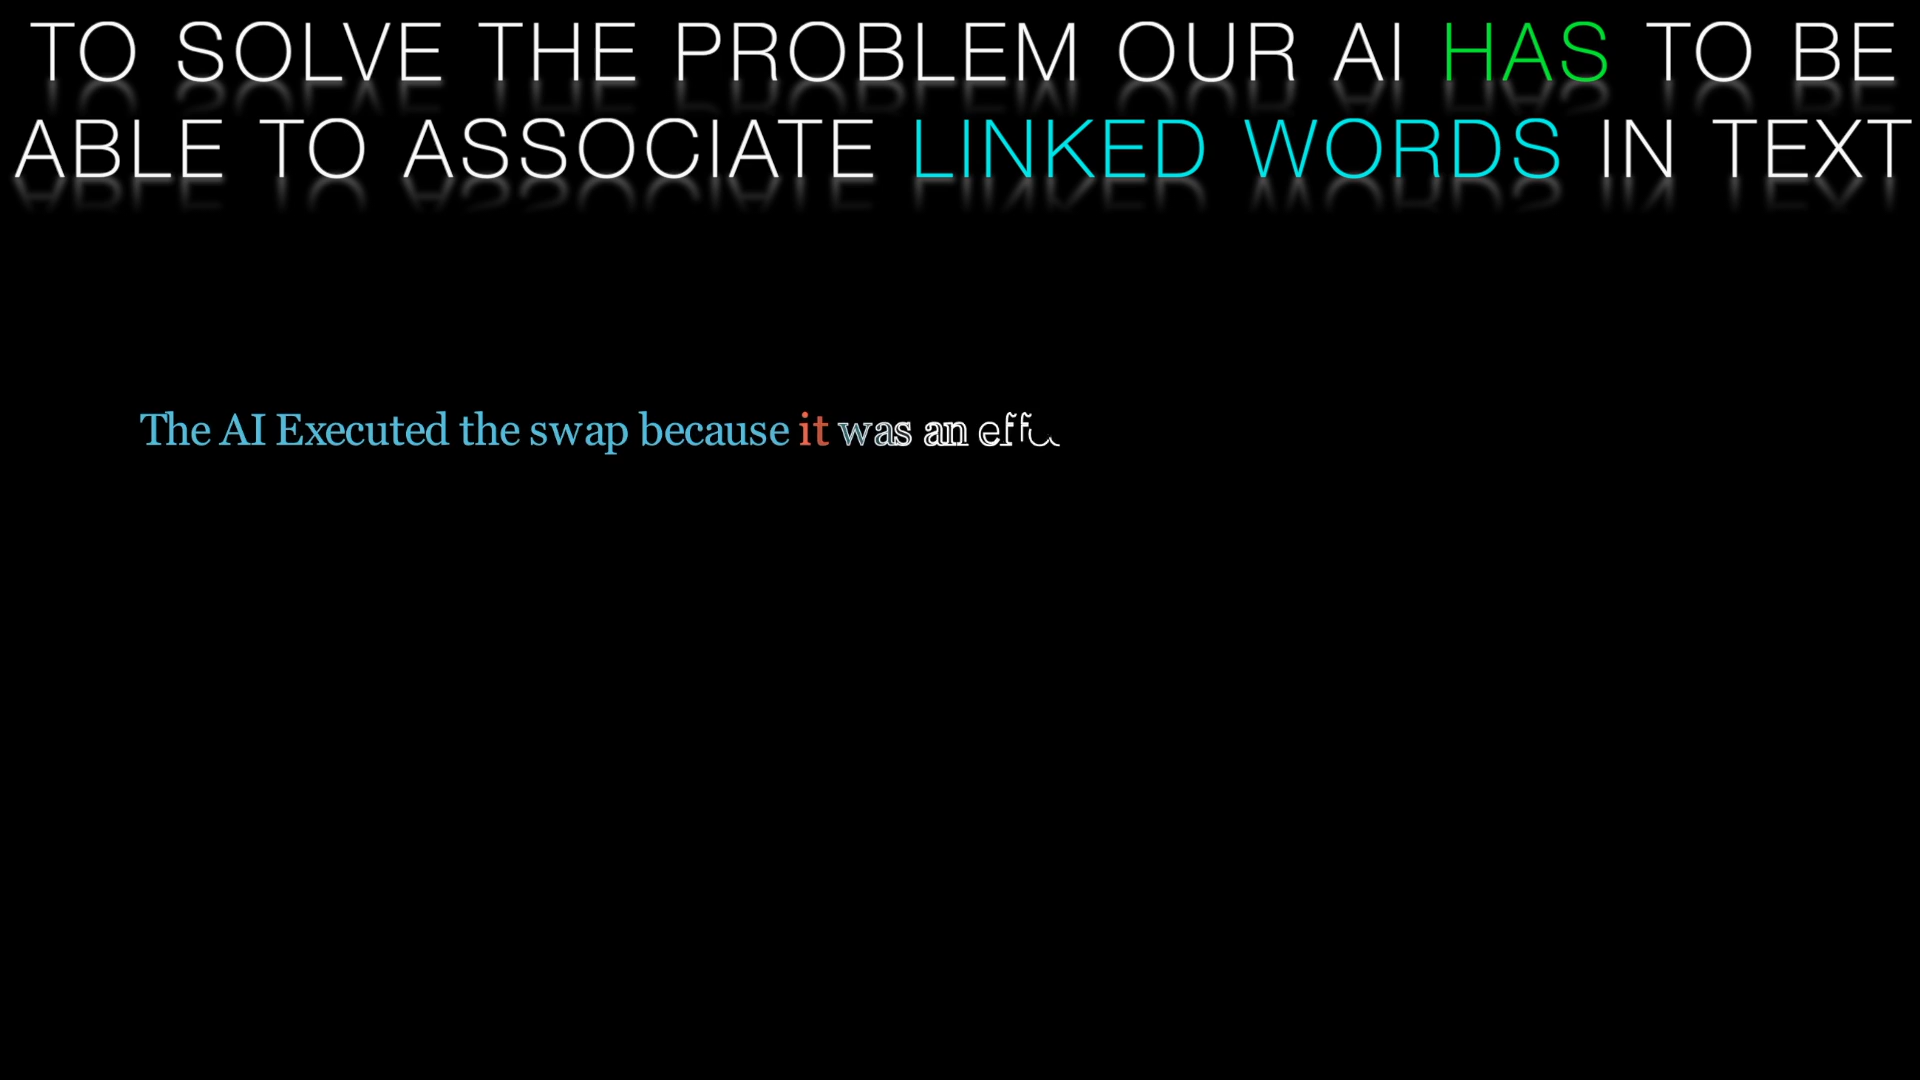 TO SOLVE THE PROBLEM OUR AI HAS TO BE
ABLE TO ASSOCIATE LINKED WORDS IN TEXT
The AI Executed the swap because it was an